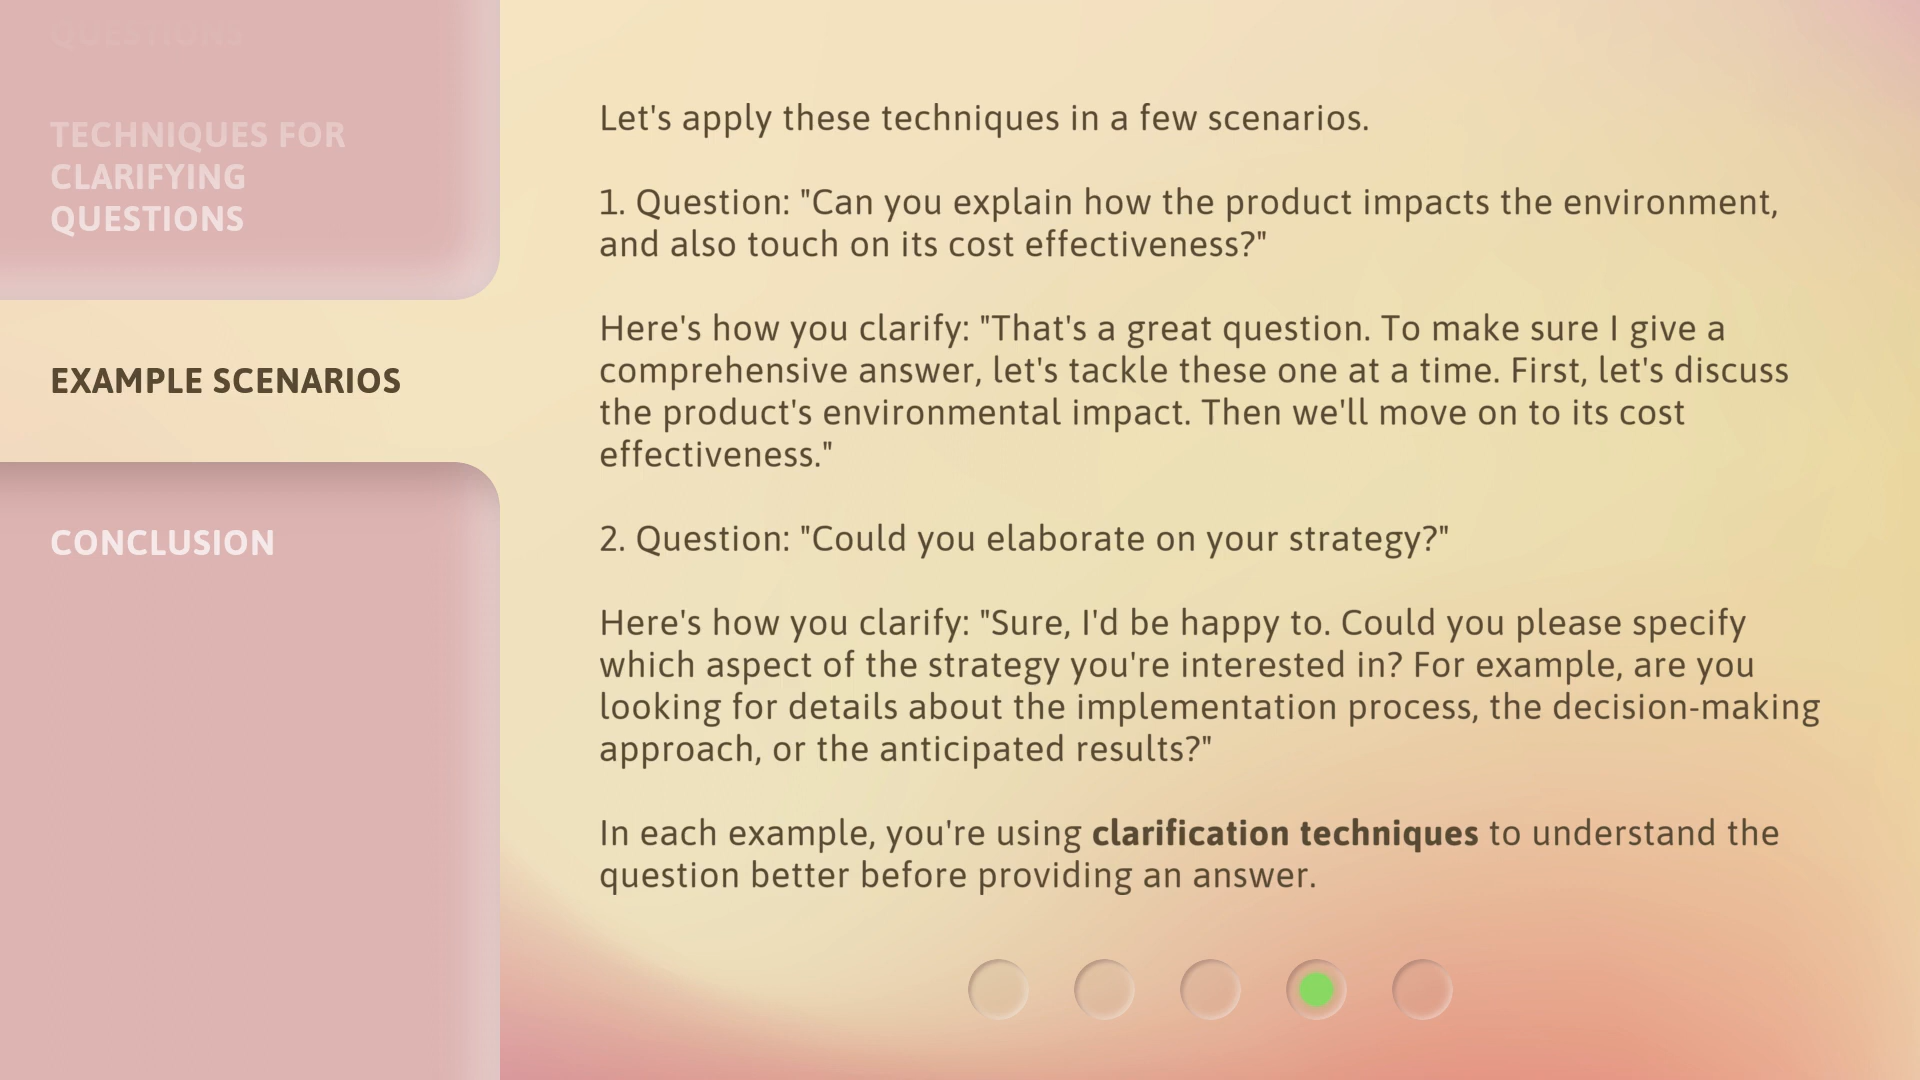 QUESTIONS
TECHNIQUES FOR
CLARIFYING
QUESTIONS
EXAMPLE SCENARIOS
CONCLUSION
Let's apply these techniques in a few scenarios.
1. Question: "Can you explain how the product impacts the environment,
and also touch on its cost effectiveness?"
Here's how you clarify: "That's a great question. To make sure I give a
comprehensive answer, let's tackle these one at a time. First, let's discuss
the product's environmental impact. Then we'll move on to its cost
effectiveness."
2. Question: "Could you elaborate on your strategy?"
Here's how you clarify: "Sure, I'd be happy to. Could you please specify
which aspect of the strategy you're interested in? For example, are you
looking for details about the implementation process, the decision-making
approach, or the anticipated results?"
In each example, you're using clarification techniques to understand the
question better before providing an answer.